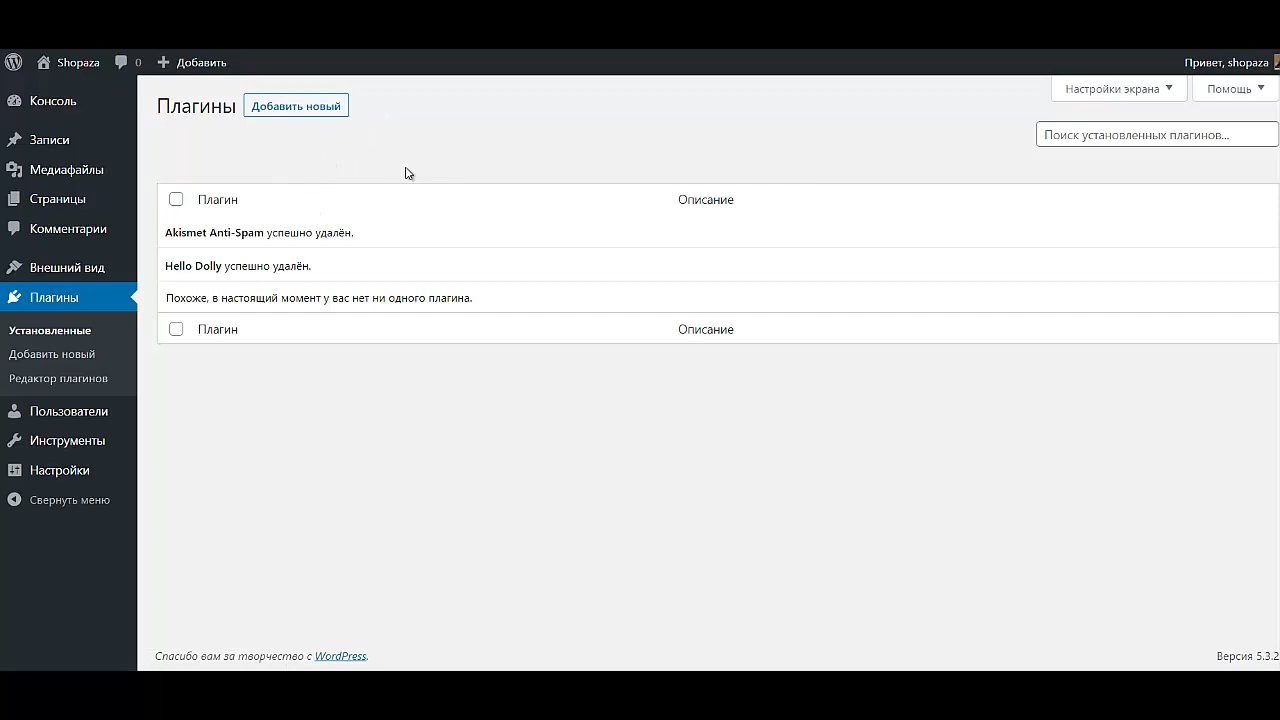 Shopaza 0 Добавить Привет, shopaza
Консоль
Записи
Медиафайлы
Страницы
Комментарии
Внешний вид
Плагины
Установленные
Добавить новый
Редактор плагинов
Пользователи
Инструменты
Настройки
Свернуть меню
Настройки экрана Помощь
Плагины Добавить новый
Поиск установленных плагинов...
Плагин Описание
Akismet Anti-Spam успешно удалён.
Hello Dolly успешно удалён.
Похоже, в настоящий момент у вас нет ни одного плагина.
Плагин Описание
Спасибо вам за творчество с WordPress. Версия 5.3.2